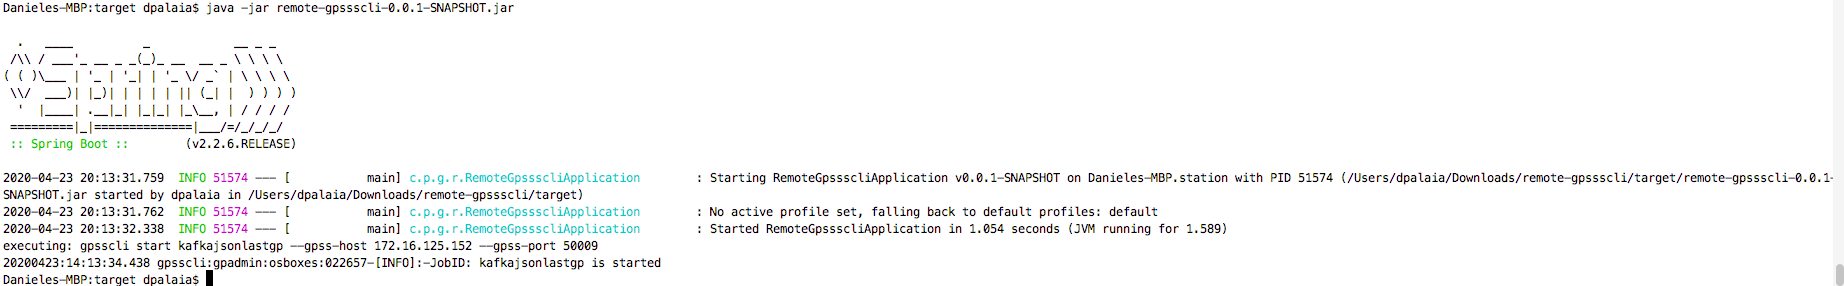 Danieles-MBP:target dpalaia$ java -jar remote-gpssscli-0.0.1-SNAPSHOT.jar
  .   ____          _            __ _ _
 /\\ / ___'_ __ _ _(_)_ __  __ _ \ \ \ \
( ( )\___ | '_ | '_| | '_ \/ _` | \ \ \ \
 \\/  ___)| |_)| | | | | || (_| |  ) ) ) )
  '  |____| .__|_| |_|_| |_\__, | / / / /
 =========|_|==============|___/=/_/_/_/
 :: Spring Boot ::        (v2.2.6.RELEASE)
2020-04-23 20:13:31.759  INFO 51574 --- [           main] c.p.g.r.RemoteGpssscliApplication        : Starting RemoteGpssscliApplication v0.0.1-SNAPSHOT on Danieles-MBP.station with PID 51574 (/Users/dpalaia/Downloads/remote-gpssscli/target/remote-gpssscli-0.0.1-
SNAPSHOT.jar started by dpalaia in /Users/dpalaia/Downloads/remote-gpssscli/target)
2020-04-23 20:13:31.762  INFO 51574 --- [           main] c.p.g.r.RemoteGpssscliApplication        : No active profile set, falling back to default profiles: default
2020-04-23 20:13:32.338  INFO 51574 --- [           main] c.p.g.r.RemoteGpssscliApplication        : Started RemoteGpssscliApplication in 1.054 seconds (JVM running for 1.589)
executing: gpsscli start kafkajsonlastgp --gpss-host 172.16.125.152 --gpss-port 50009
20200423:14:13:34.438 gpsscli:gpadmin:osboxes:022657-[INFO]:-JobID: kafkajsonlastgp is started
Danieles-MBP:target dpalaia$